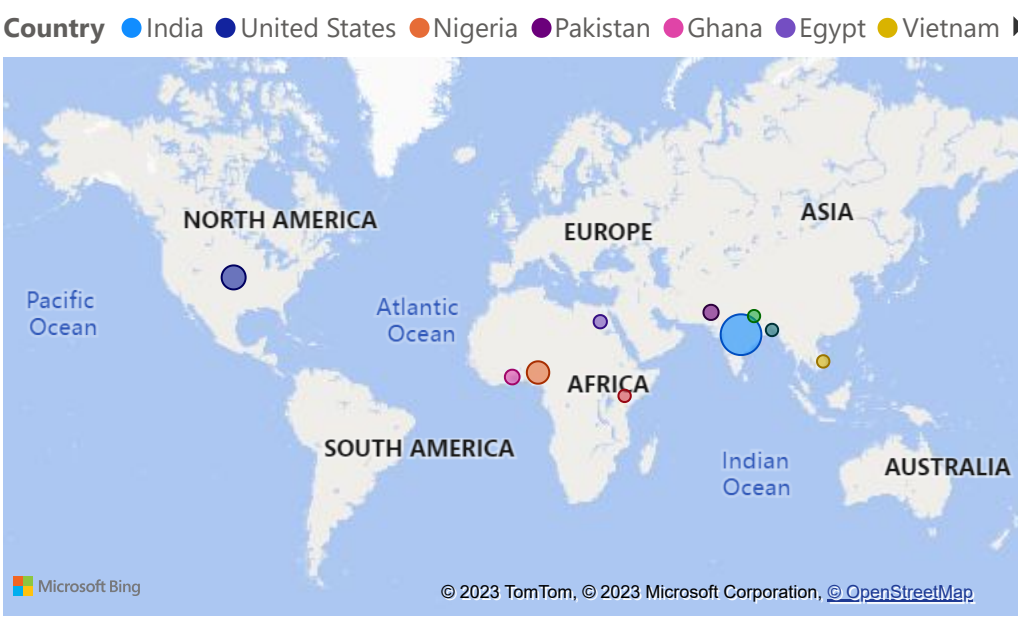 Country India United States Nigeria Pakistan Ghana Egypt Vietnam
NORTH AMERICA
EUROPE
ASIA
Pacific
Ocean
Atlantic
Ocean
AFRICA
SOUTH AMERICA
Indian
Ocean
AUSTRALIA
Microsoft Bing
© 2023 TomTom, © 2023 Microsoft Corporation, © OpenStreetMap